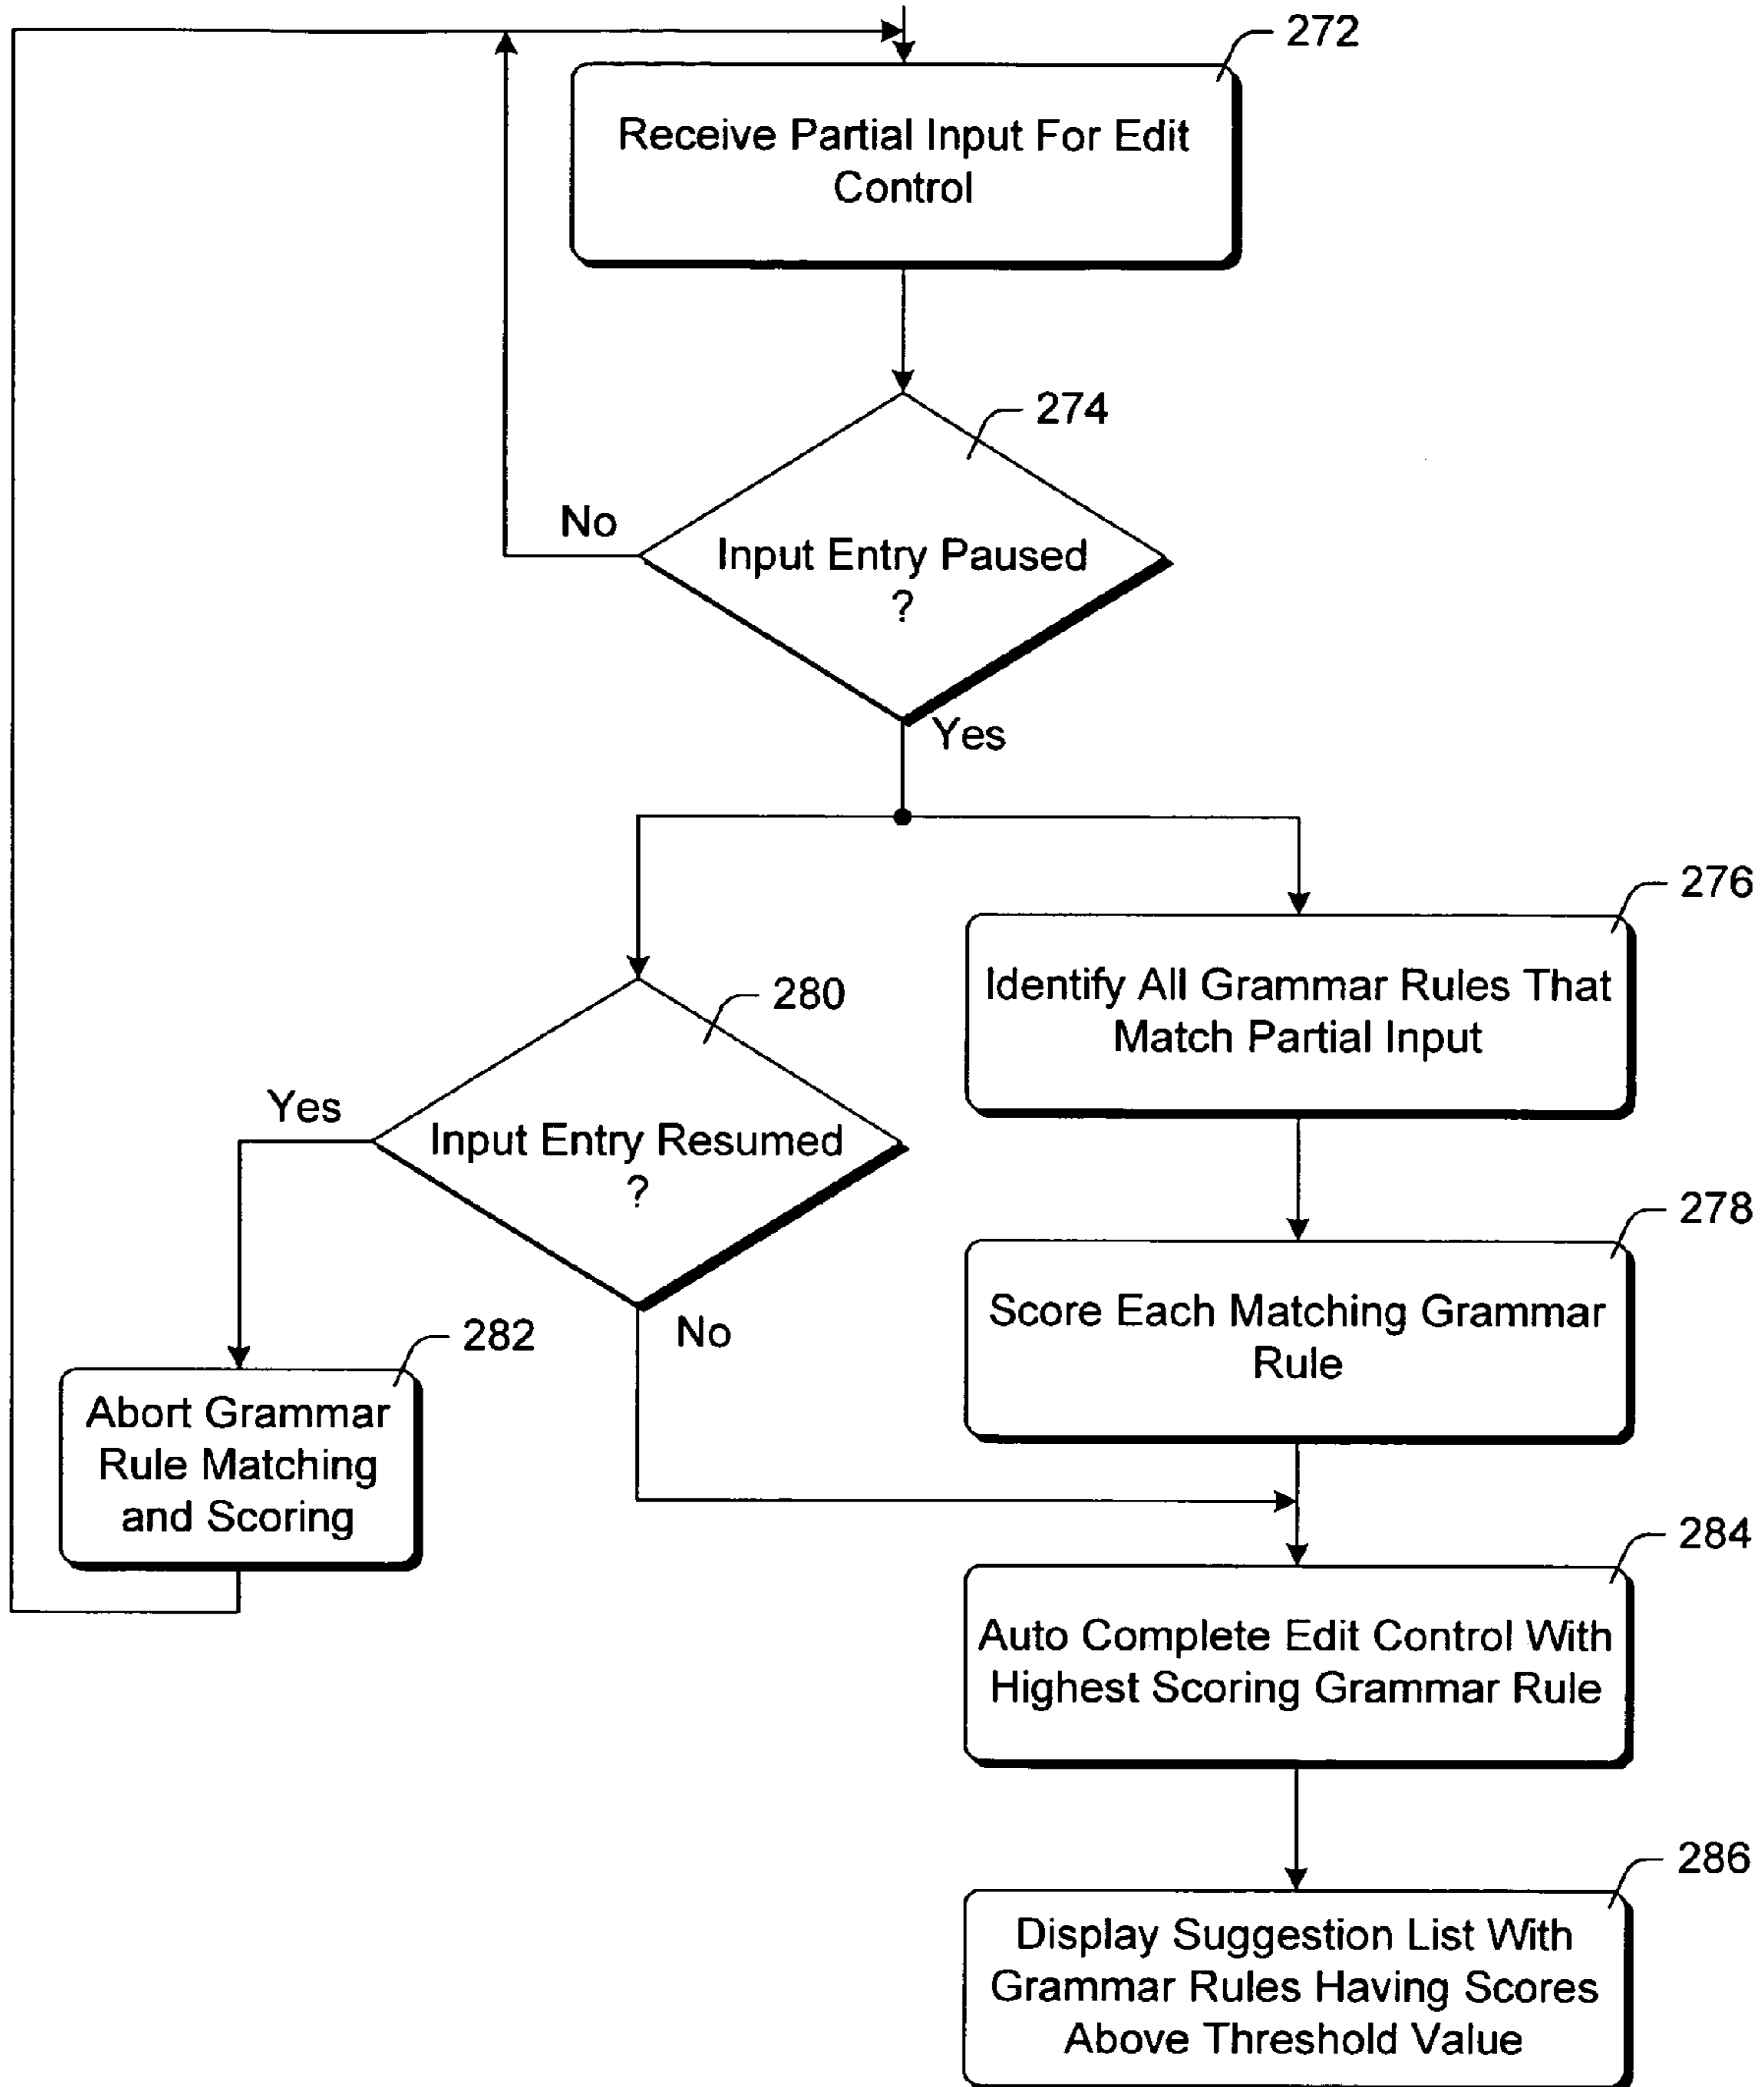 272
Receive Partial Input For Edit
Control
274
No
Input Entry Paused
?
Yes
276
Identify All Grammar Rules That
Match Partial Input
280
Yes
Input Entry Resumed
?
No
278
Score Each Matching Grammar
Rule
282
Abort Grammar
Rule Matching
and Scoring
284
Auto Complete Edit Control With
Highest Scoring Grammar Rule
286
Display Suggestion List With
Grammar Rules Having Scores
Above Threshold Value